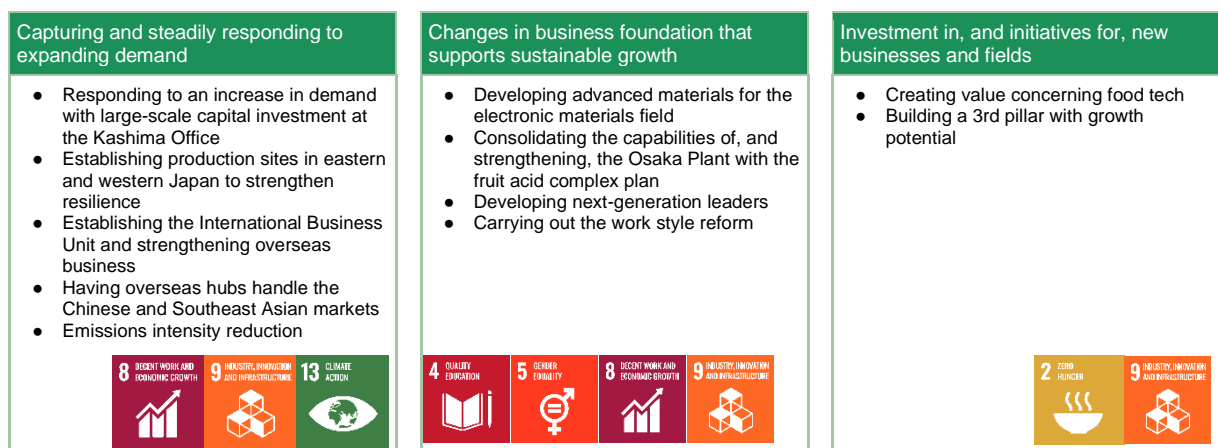 Capturing and steadily responding to
expanding demand
● Responding to an increase in demand
with large-scale capital investment at
the Kashima Office
● Establishing production sites in eastern
and western Japan to strengthen
resilience
● Establishing the International Business
Unit and strengthening overseas
business
● Having overseas hubs handle the
Chinese and Southeast Asian markets
● Emissions intensity reduction
8 DECENT WORK AND
ECONOMIC GROWTH
9 INDUSTRY, INNOVATION
AND INFRASTRUCTURE
13 CLIMATE
ACTION
Changes in business foundation that
supports sustainable growth
● Developing advanced materials for the
electronic materials field
● Consolidating the capabilities of, and
strengthening, the Osaka Plant with the
fruit acid complex plan
● Developing next-generation leaders
● Carrying out the work style reform
4 QUALITY
EDUCATION
5 GENDER
EQUALITY
8 DECENT WORK AND
ECONOMIC GROWTH
9 INDUSTRY, INNOVATION
AND INFRASTRUCTURE
Investment in, and initiatives for, new
businesses and fields
● Creating value concerning food tech
● Building a 3rd pillar with growth
potential
2 ZERO
HUNGER
9 INDUSTRY, INNOVATION
AND INFRASTRUCTURE